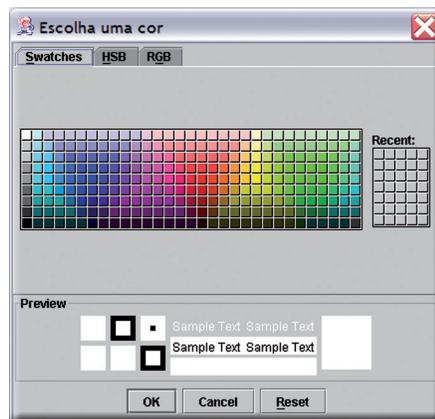 Escolha uma cor
Swatches HSB RGB
Recent:
Preview
Sample Text Sample Text
Sample Text Sample Text
OK Cancel Reset